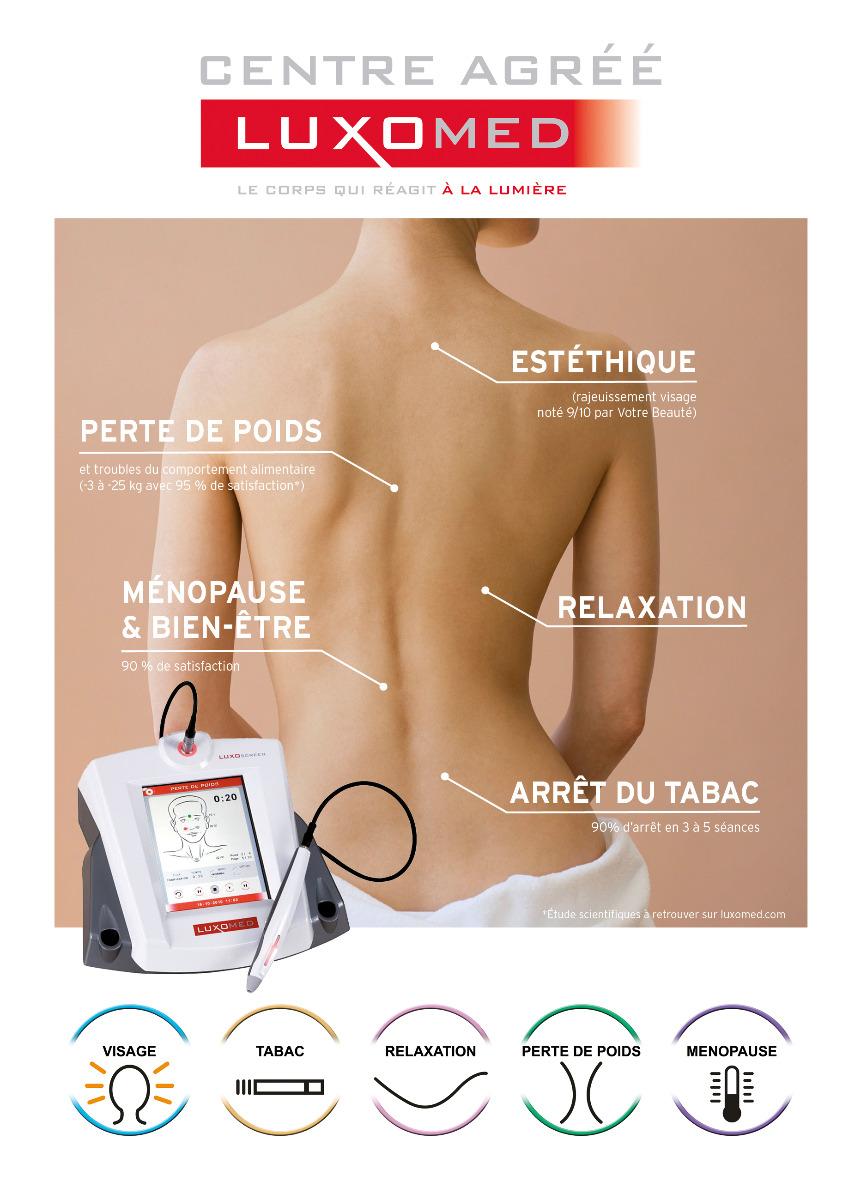 CENTRE AGRÉÉ
LUXOMED
LE CORPS QUI RÉAGIT À LA LUMIÈRE
ESTÉTHIQUE
(rajeuissement visage
noté 9/10 par Votre Beauté)
PERTE DE POIDS
et troubles du comportement alimentaire
(-3 à -25 kg avec 95 % de satisfaction*)
MÉNOPAUSE
& BIEN-ÊTRE
90 % de satisfaction
RELAXATION
ARRÊT DU TABAC
90% d'arrêt en 3 à 5 séances
LUXOSCREEN
PERTE DE POIDS
0:20
LUXOMED
*Étude scientifiques à retrouver sur luxomed.com
VISAGE
TABAC
RELAXATION
PERTE DE POIDS
MENOPAUSE